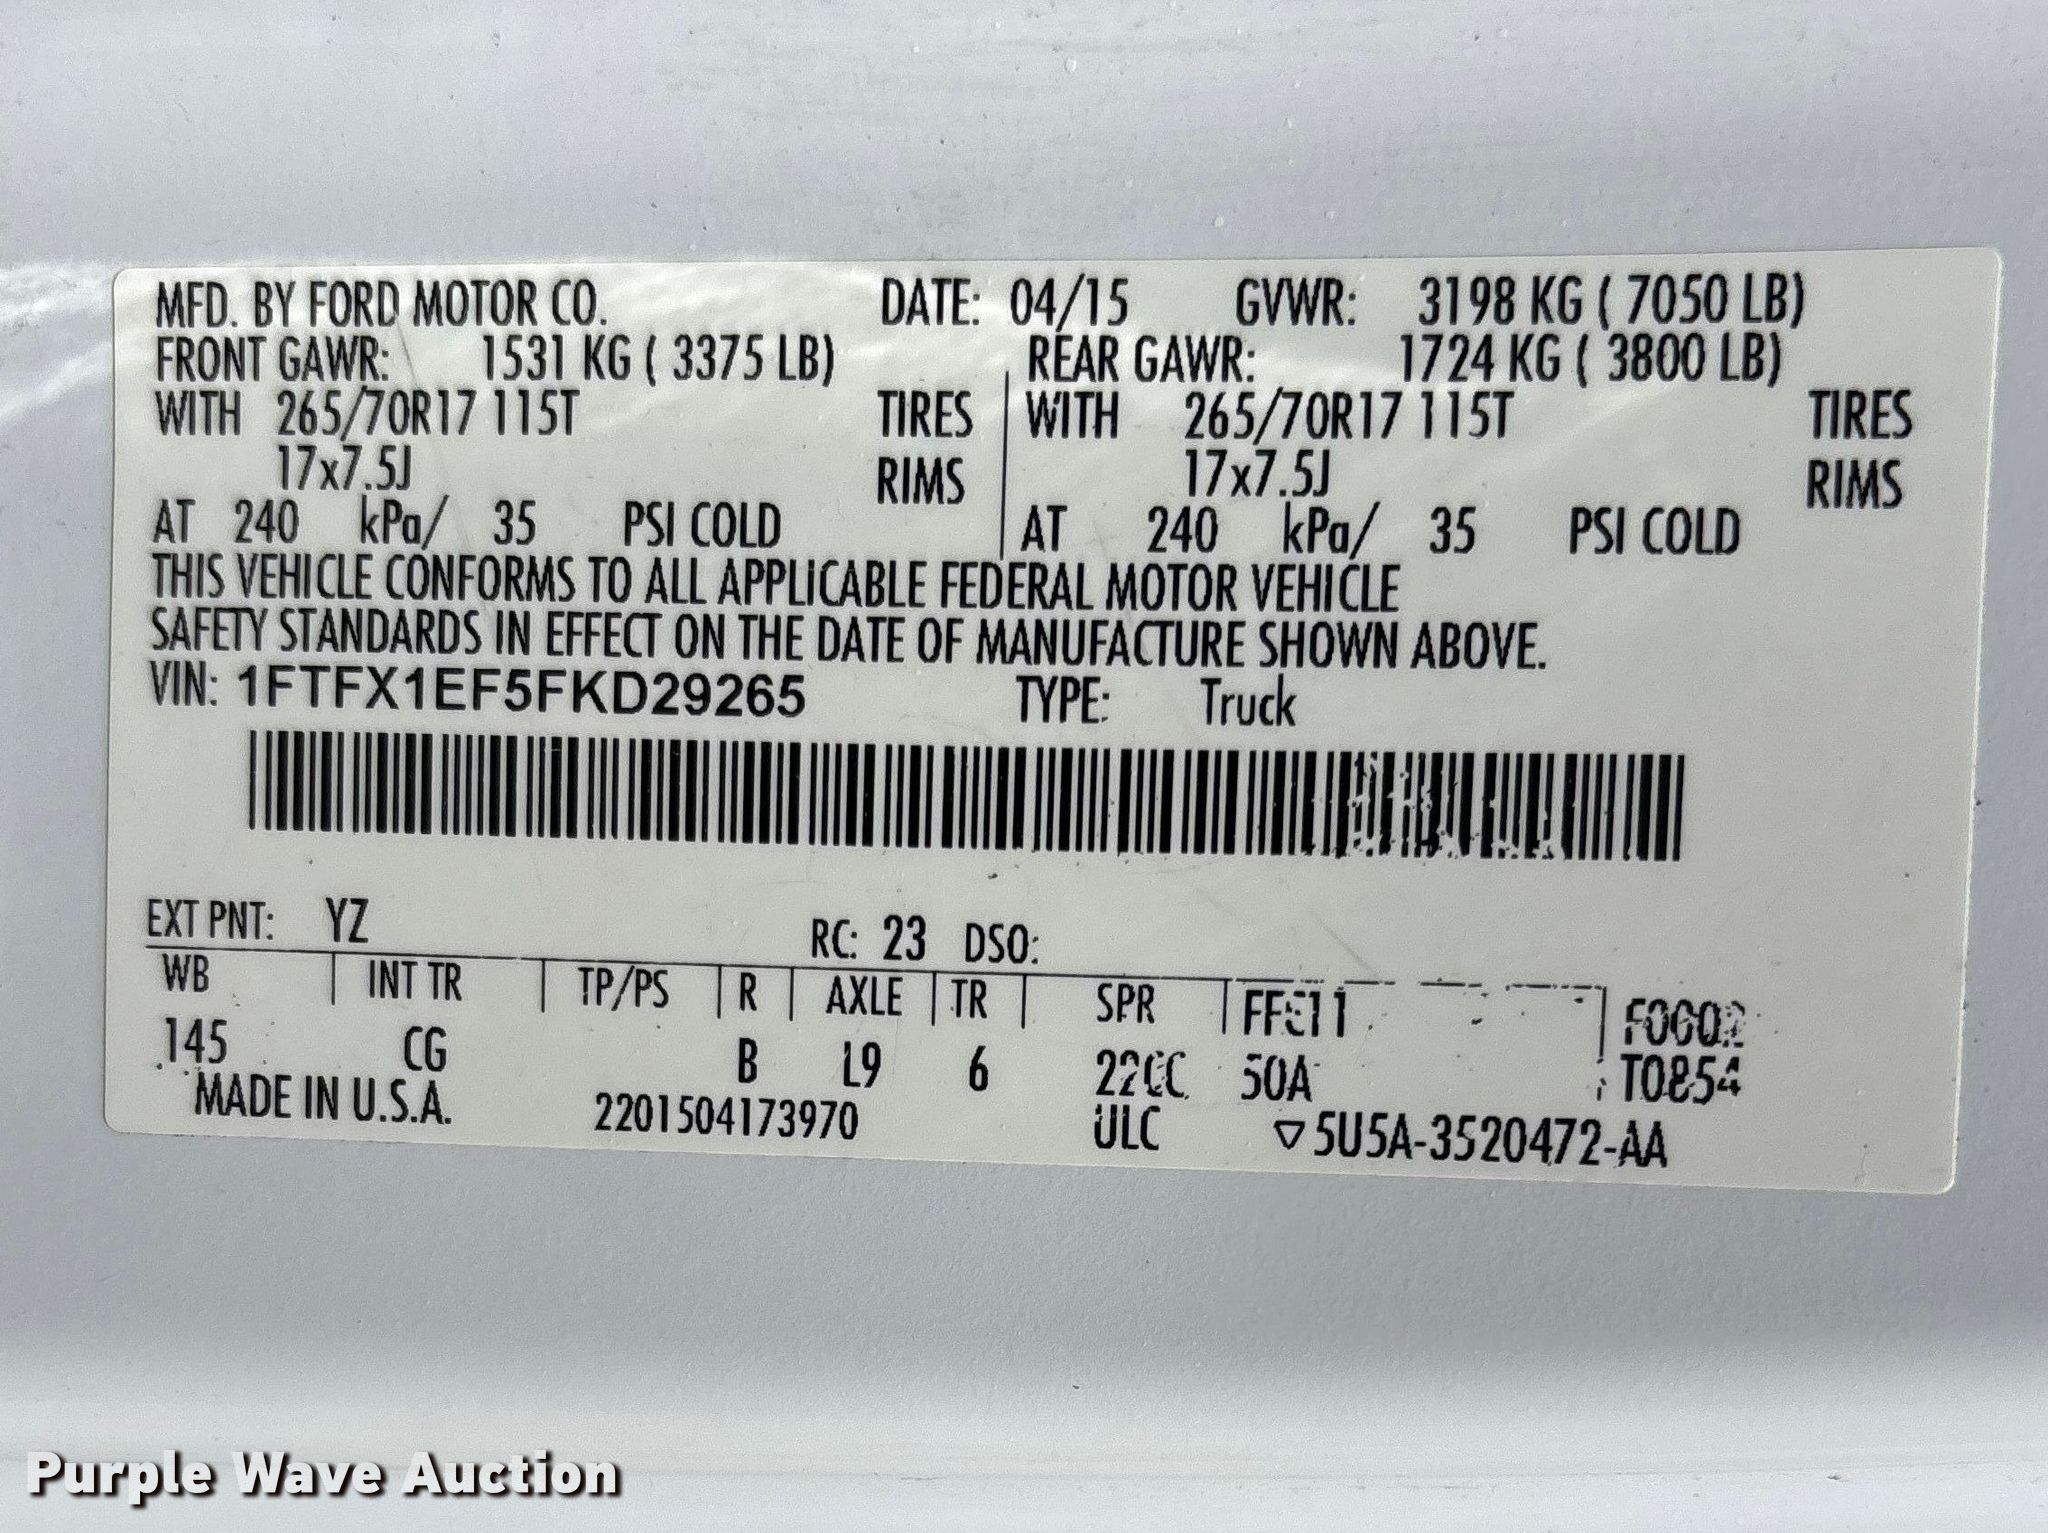 MFD. BY FORD MOTOR CO. DATE: 04/15 GVWR: 3198 KG ( 7050 LB)
FRONT GAWR: 1531 KG ( 3375 LB) REAR GAWR: 1724 KG ( 3800 LB)
WITH 265/70R17 115T TIRES WITH 265/70R17 115T TIRES
17x7.5J RIMS 17x7.5J RIMS
AT 240 kPa/ 35 PSI COLD AT 240 kPa/ 35 PSI COLD
THIS VEHICLE CONFORMS TO ALL APPLICABLE FEDERAL MOTOR VEHICLE
SAFETY STANDARDS IN EFFECT ON THE DATE OF MANUFACTURE SHOWN ABOVE.
VIN: 1FTFX1EF5FKD29265 TYPE: Truck
EXT PNT: YZ RC: 23 DSO:
WB INT TR TP/PS R AXLE TR SPR
145 CG B L9 6 50A T0854
MADE IN U.S.A. 2201504173970 ULC ▽5U5A-3520472-AA
Purple Wave Auction